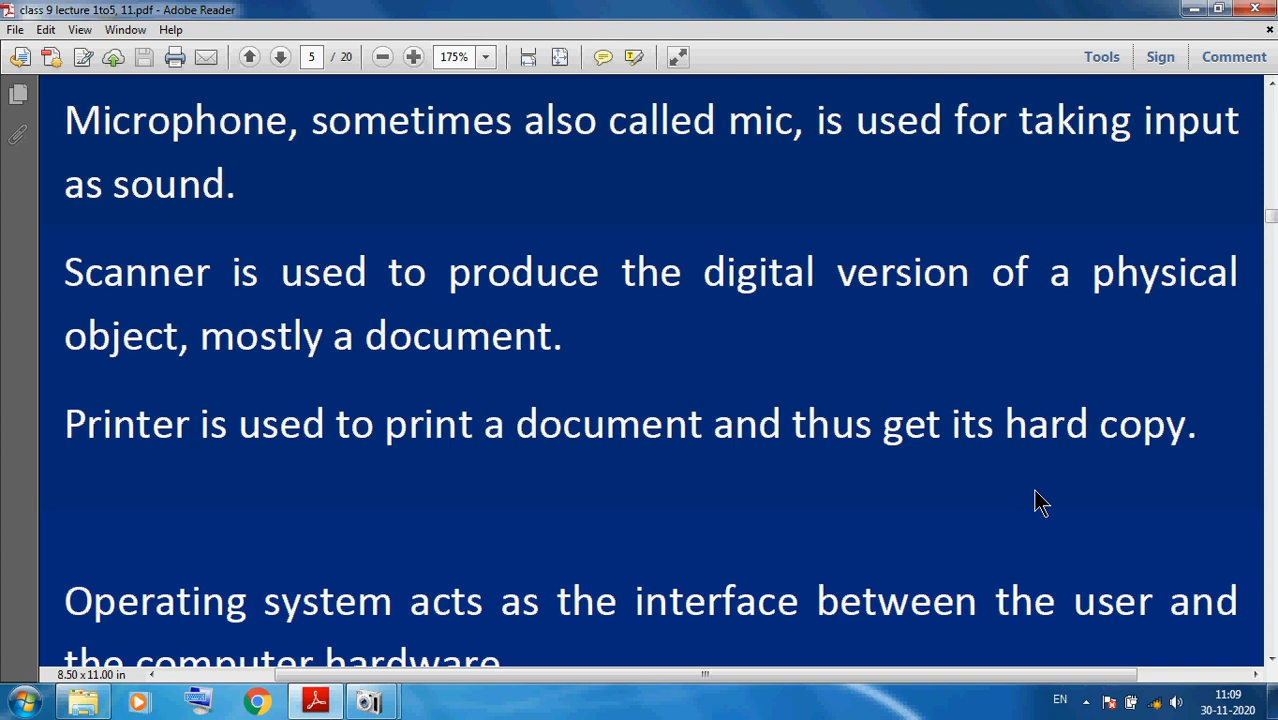 class 9 lecture 1to5, 11.pdf - Adobe Reader
File Edit View Window Help
5 / 20 175% Tools Sign Comment
Microphone, sometimes also called mic, is used for taking input
as sound.
Scanner is used to produce the digital version of a physical
object, mostly a document.
Printer is used to print a document and thus get its hard copy.
Operating system acts as the interface between the user and
the computer hardware.
8.50 x 11.00 in
EN 11:09
30-11-2020